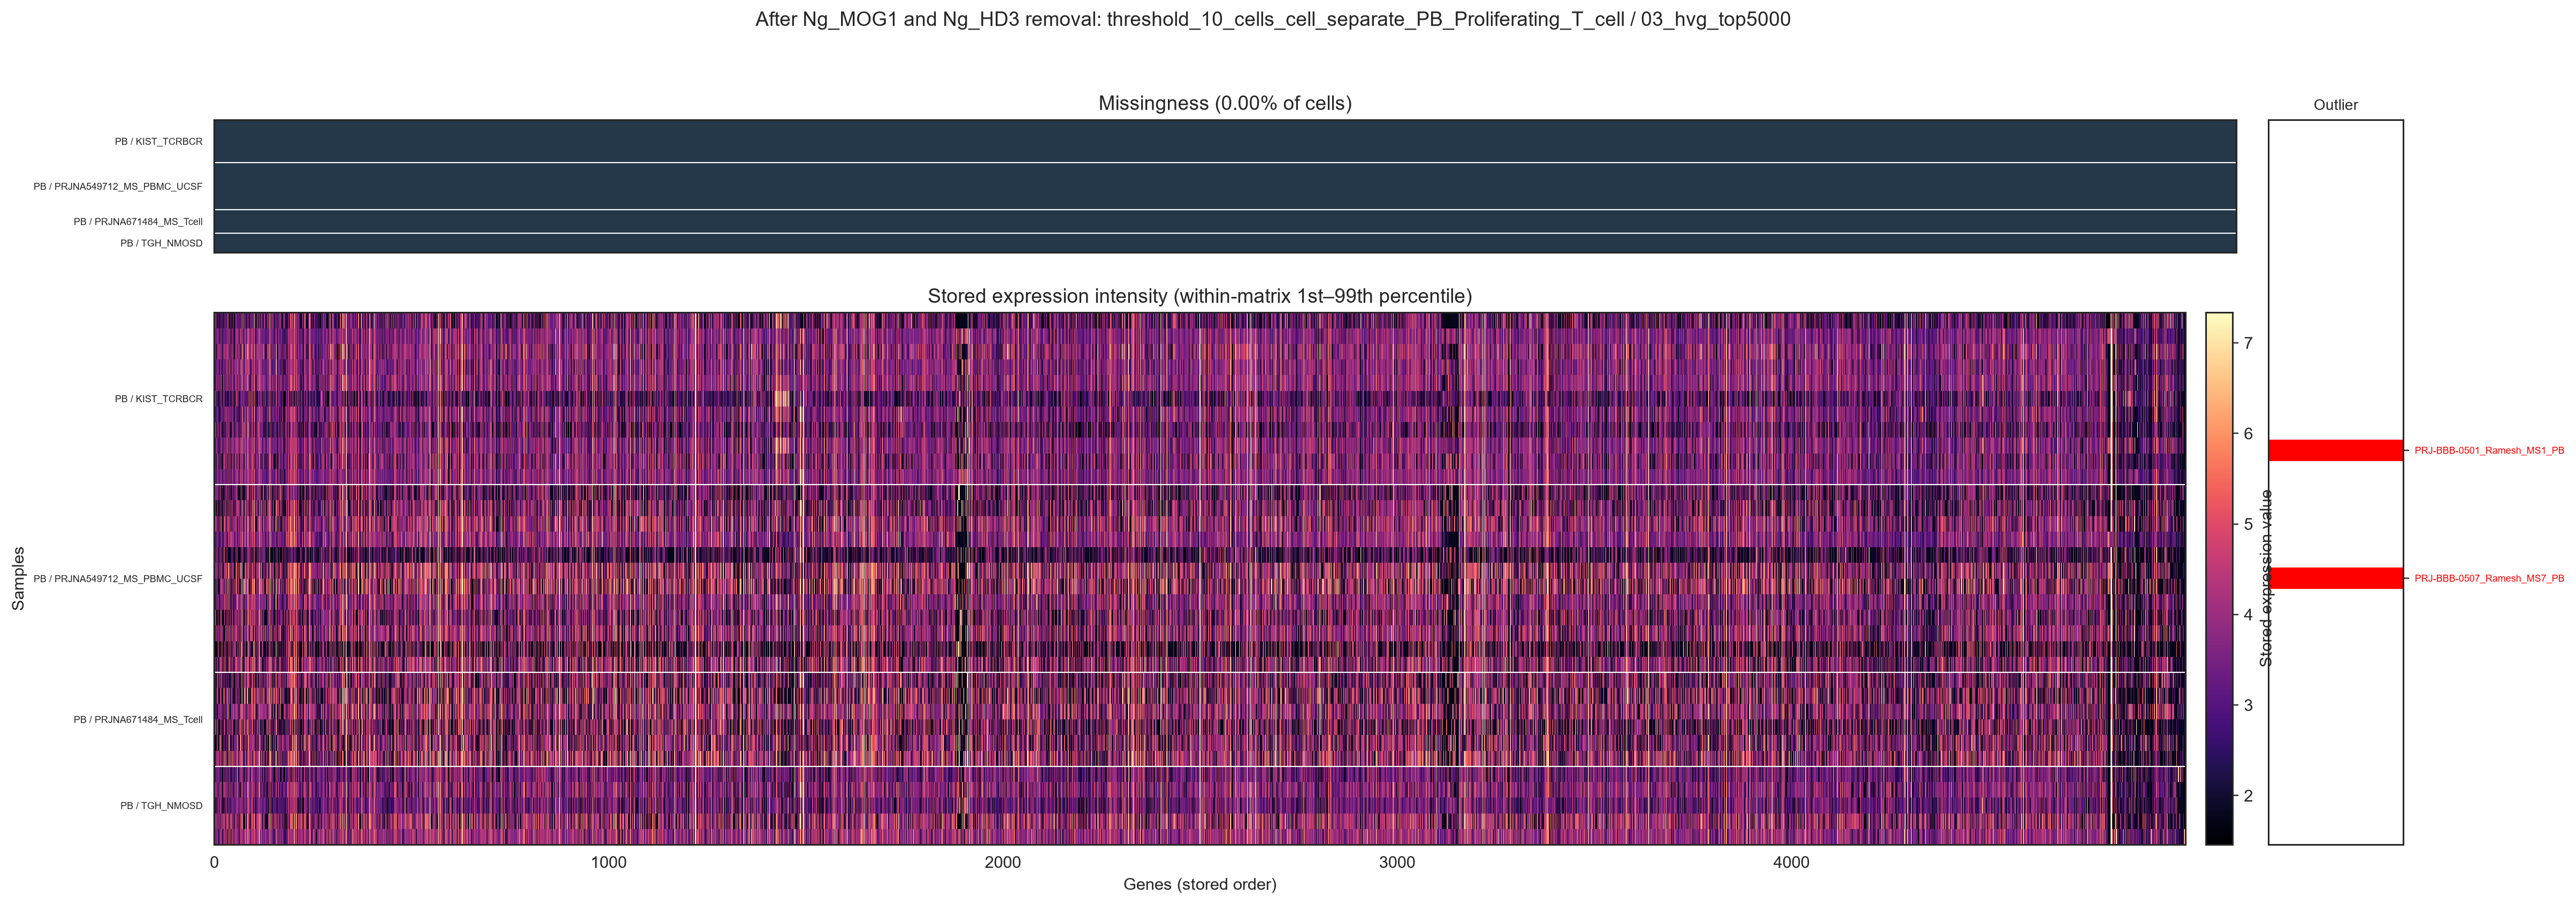 After Ng_MOG1 and Ng_HD3 removal: threshold_10_cells_cell_separate_PB_Proliferating_T_cell / 03_hvg_top5000
Missingness (0.00% of cells)
Outlier
PB / KIST_TCRBCR
PB / PRJNA549712_MS_PBMC_UCSF
PB / PRJNA671484_MS_Tcell
PB / TGH_NMOSD
Stored expression intensity (within-matrix 1st–99th percentile)
Samples
PB / KIST_TCRBCR
PB / PRJNA549712_MS_PBMC_UCSF
PB / PRJNA671484_MS_Tcell
PB / TGH_NMOSD
0
1000
2000
3000
4000
Genes (stored order)
7
6
5
4
3
2
Stored expression value
PRJ-BBB-0501_Ramesh_MS1_PB
PRJ-BBB-0507_Ramesh_MS7_PB